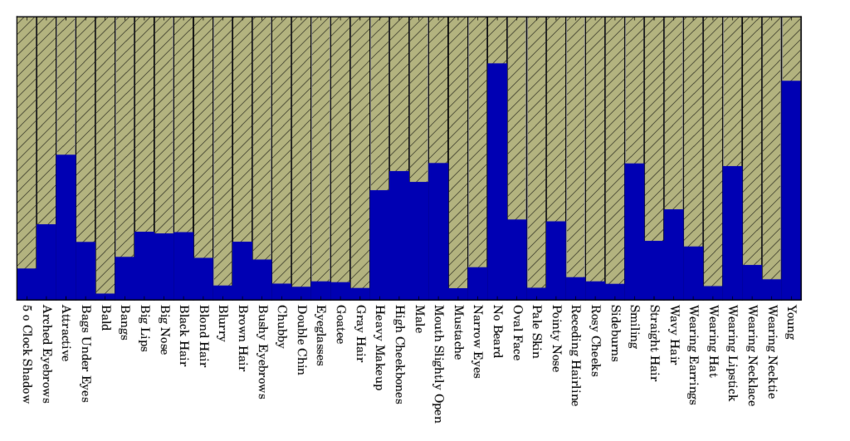 5 o Clock Shadow
Arched Eyebrows
Attractive
Bags Under Eyes
Bald
Bangs
Big Lips
Big Nose
Black Hair
Blond Hair
Blurry
Brown Hair
Bushy Eyebrows
Chubby
Double Chin
Eyeglasses
Goatee
Gray Hair
Heavy Makeup
High Cheekbones
Male
Mouth Slightly Open
Mustache
Narrow Eyes
No Beard
Oval Face
Pale Skin
Pointy Nose
Receding Hairline
Rosy Cheeks
Sideburns
Smiling
Straight Hair
Wavy Hair
Wearing Earrings
Wearing Hat
Wearing Lipstick
Wearing Necklace
Wearing Necktie
Young